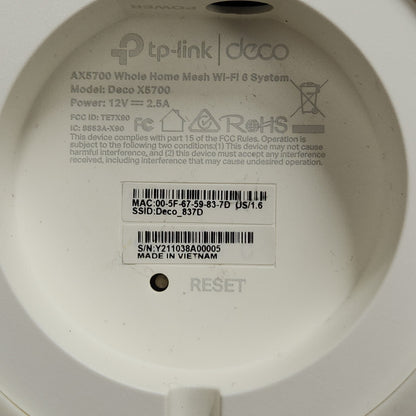 POWER
tp-link | deco
AX5700 Whole Home Mesh Wi-Fi 6 System
Model: Deco X5700
Power: 12V ⎓ 2.5A
FCC ID: TE7X90
IC: 8853A-X90
FC RoHS
This device complies with part 15 of the FCC Rules. Operation is
subject to the following two conditions:(1) This device may not cause
harmful interference, and (2) this device must accept any interference
received, including interference that may cause undesired operation.
MAC:00-5F-67-59-83-7D US/1.6
SSID:Deco_837D
S/N:Y211038A00005
MADE IN VIETNAM
RESET